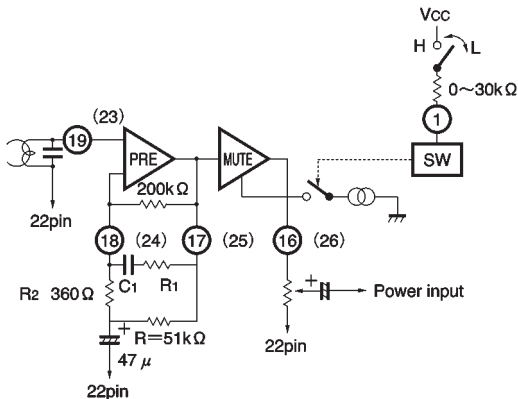 Vcc
H
L
0~30kΩ
1
SW
(23)
19
PRE
MUTE
200kΩ
22pin
18
(24)
17
(25)
16
(26)
C1
R1
R2 360Ω
+
Power input
+
R=51kΩ
47μ
22pin
22pin